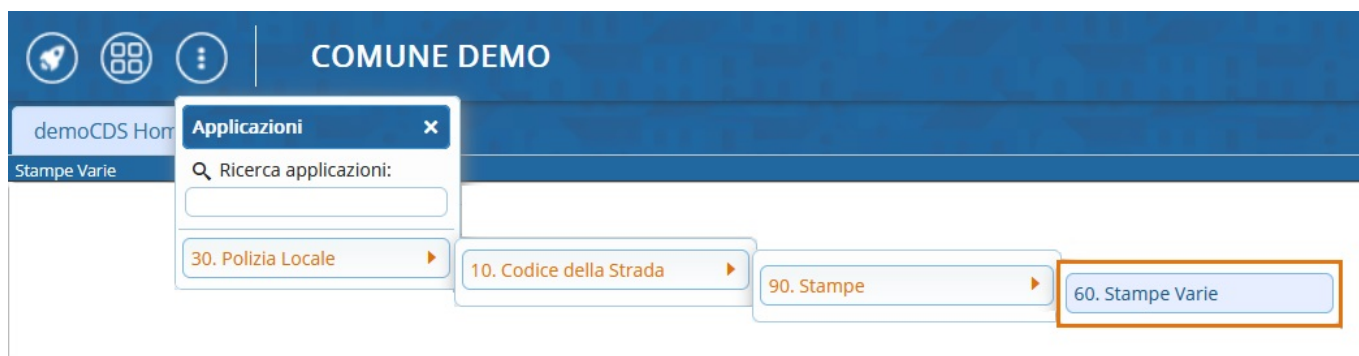 COMUNE DEMO
demoCDS Hom
Applicazioni
Stampe Varie
Ricerca applicazioni:
30. Polizia Locale
10. Codice della Strada
90. Stampe
60. Stampe Varie